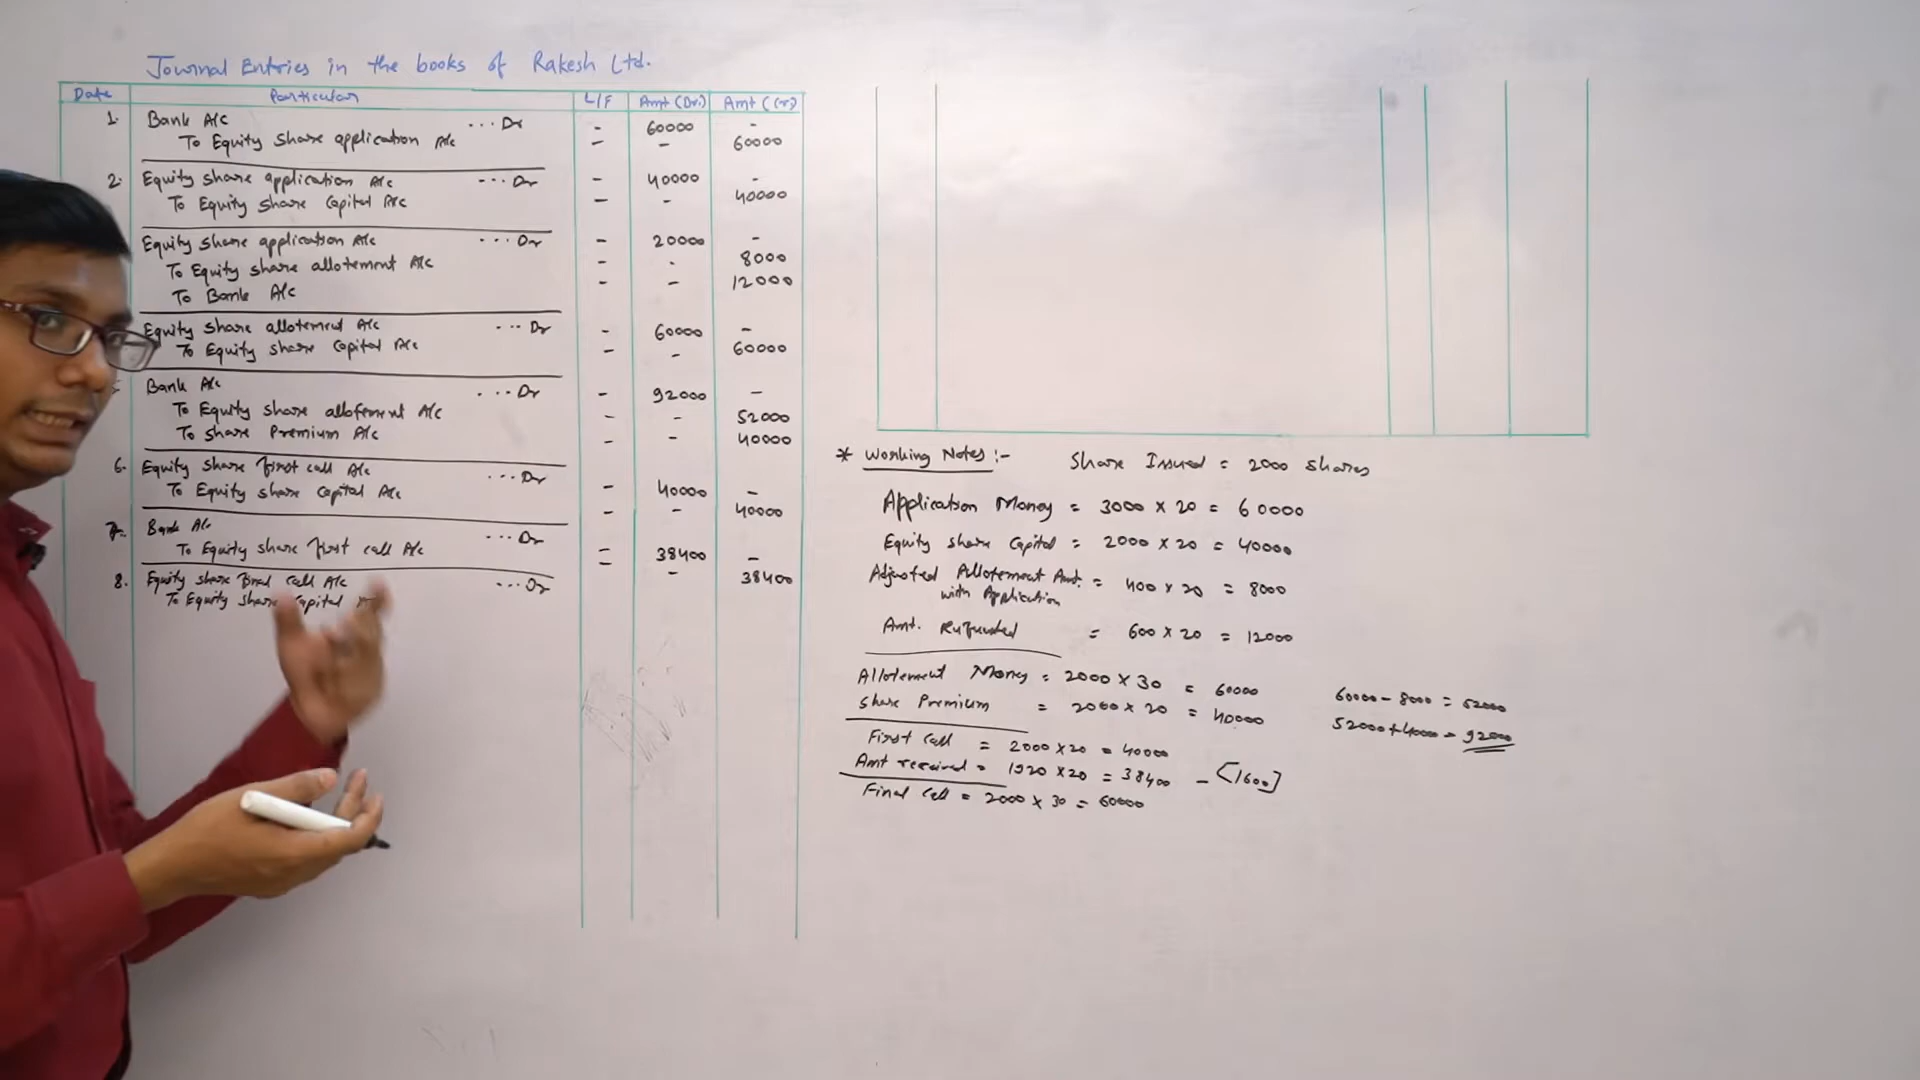 Journal Entries in the books of Rakesh Ltd.
Date Particular L/F Amt (Dr.) Amt (Cr)
1. Bank A/c ... Dr - 60000 -
To Equity share application A/c - - 60000
2. Equity share application A/c ... Dr - 40000 -
To Equity share Capital A/c - - 40000
Equity share application A/c ... Dr - 20000 -
To Equity share allotement A/c - - 8000
To Bank A/c - - 12000
Equity share allotement A/c ... Dr - 60000 -
To Equity share Capital A/c - - 60000
Bank A/c ... Dr - 92000 -
To Equity share allotement A/c - - 52000
To share Premium A/c - - 40000
6. Equity share first call A/c ... Dr - 40000 -
To Equity share Capital A/c - - 40000
7. Bank A/c ... Dr - 38400 -
To Equity share first call A/c - - 38400
8. Equity share final call A/c ... Dr
To Equity share Capital
* Working Notes :- Share Issued = 2000 shares
Application Money = 3000 × 20 = 60000
Equity share Capital = 2000 × 20 = 40000
Adjusted Allotement Amt. = 400 × 20 = 8000
with Application
Amt. Refunded = 600 × 20 = 12000
Allotement Money = 2000 × 30 = 60000
Share Premium = 2000 × 20 = 40000
60000 - 8000 = 52000
52000 + 40000 = 92000
First call = 2000 × 20 = 40000
Amt received = 1920 × 20 = 38400 - [1600]
Final call = 2000 × 30 = 60000